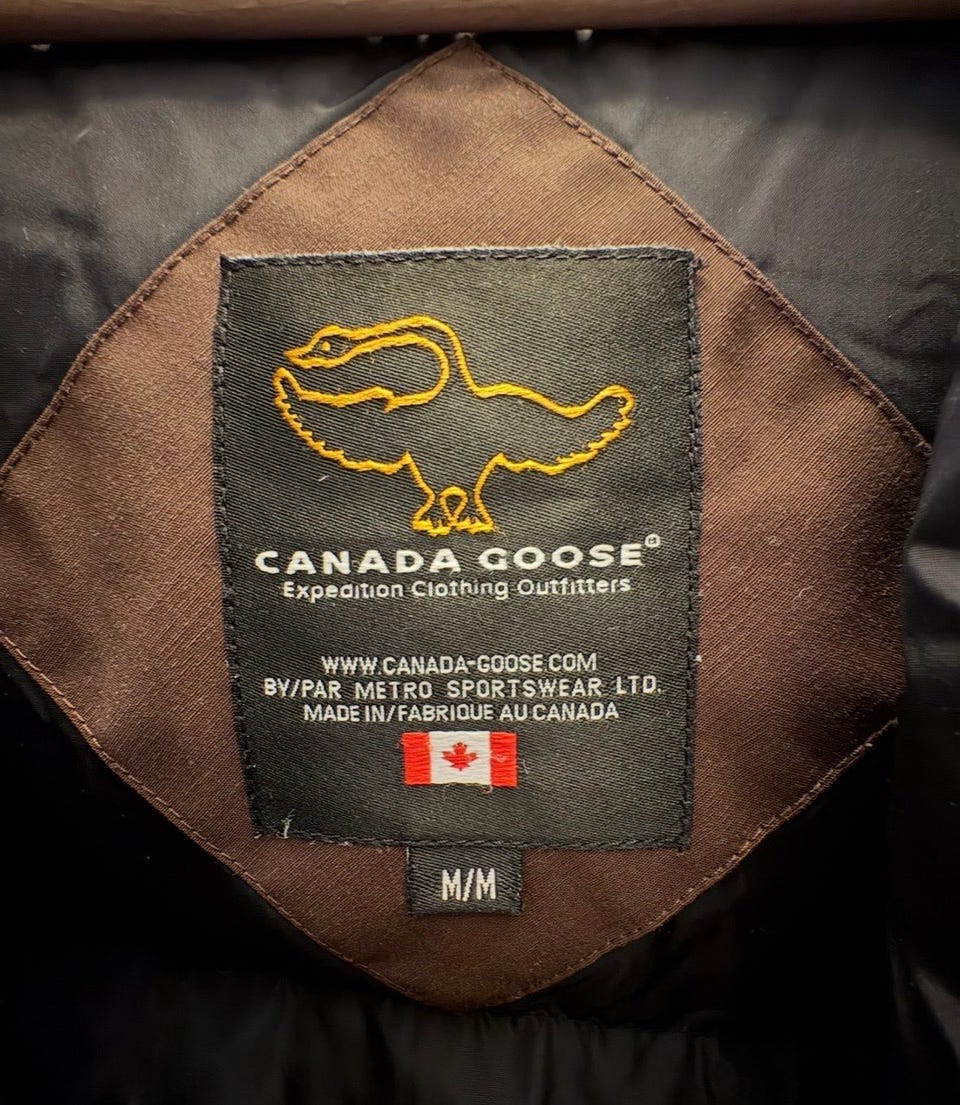 CANADA GOOSE®
Expedition Clothing Outfitters
WWW.CANADA-GOOSE.COM
BY/PAR METRO SPORTSWEAR LTD.
MADE IN/FABRIQUE AU CANADA
M/M